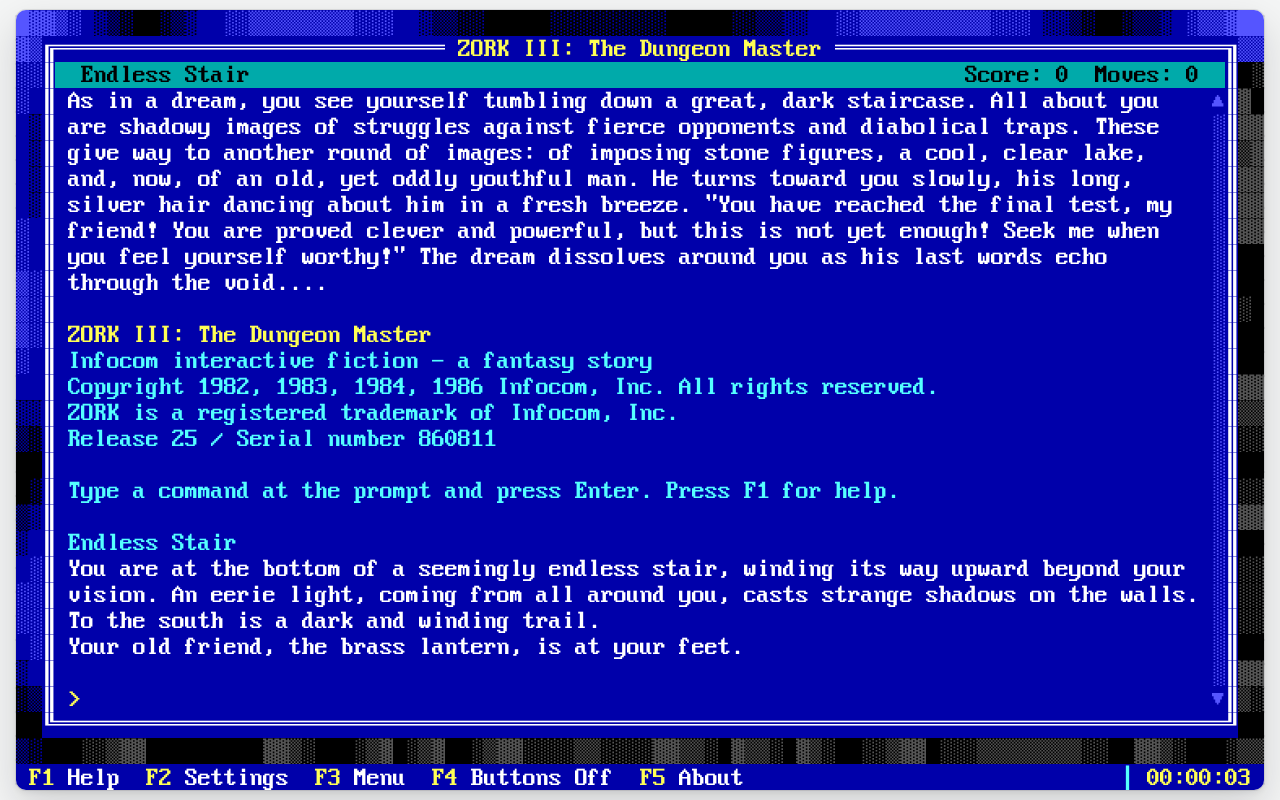 ZORK III: The Dungeon Master
Endless Stair Score: 0 Moves: 0
As in a dream, you see yourself tumbling down a great, dark staircase. All about you
are shadowy images of struggles against fierce opponents and diabolical traps. These
give way to another round of images: of imposing stone figures, a cool, clear lake,
and, now, of an old, yet oddly youthful man. He turns toward you slowly, his long,
silver hair dancing about him in a fresh breeze. "You have reached the final test, my
friend! You are proved clever and powerful, but this is not yet enough! Seek me when
you feel yourself worthy!" The dream dissolves around you as his last words echo
through the void....
ZORK III: The Dungeon Master
Infocom interactive fiction - a fantasy story
Copyright 1982, 1983, 1984, 1986 Infocom, Inc. All rights reserved.
ZORK is a registered trademark of Infocom, Inc.
Release 25 / Serial number 860811
Type a command at the prompt and press Enter. Press F1 for help.
Endless Stair
You are at the bottom of a seemingly endless stair, winding its way upward beyond your
vision. An eerie light, coming from all around you, casts strange shadows on the walls.
To the south is a dark and winding trail.
Your old friend, the brass lantern, is at your feet.
>
F1 Help F2 Settings F3 Menu F4 Buttons Off F5 About 00:00:03